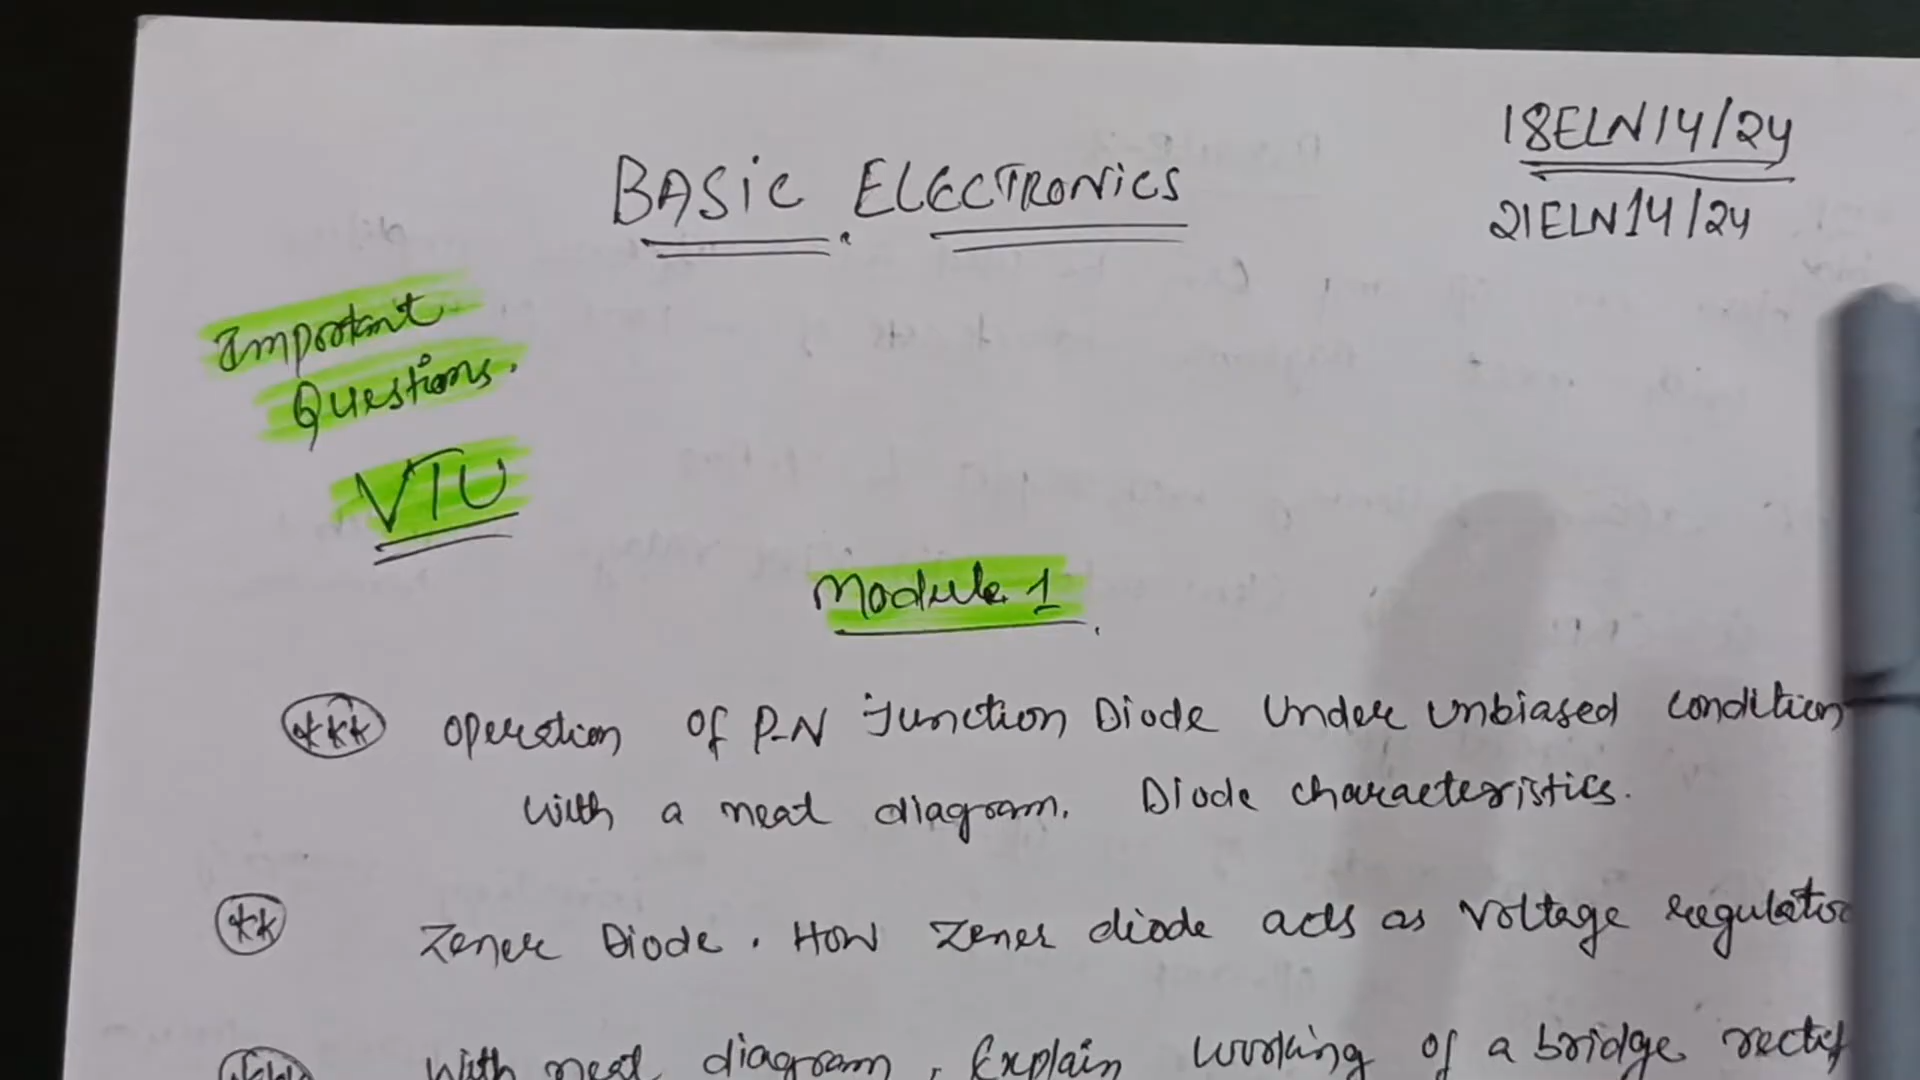 18ELN14/24
BASiC ELECTRONiCS
21ELN14/24
Important
Questions.
VTU
Module 1
*** Operation of P-N Junction Diode Under Unbiased condition
with a neat diagram. Diode characteristics.
** Zener Diode. How Zener diode acts as Voltage
With neat diagram, Explain working of a bridge